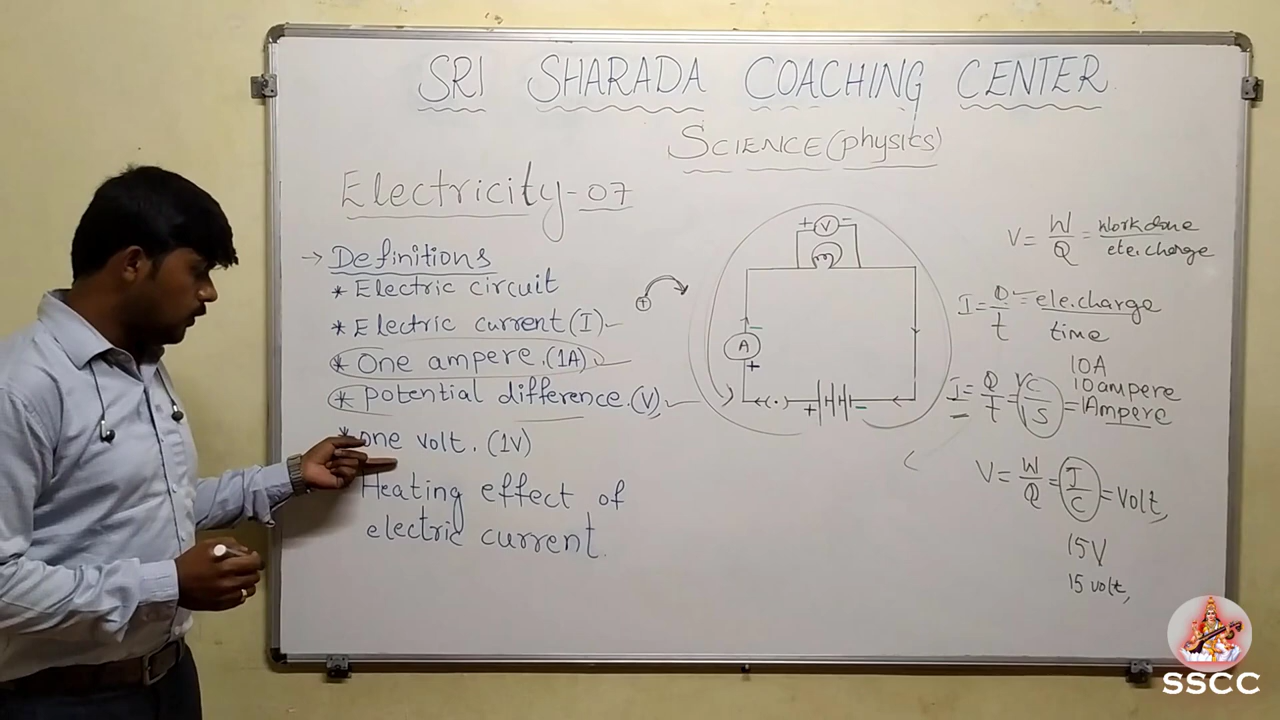 SRI SHARADA COACHING CENTER
SCIENCE (physics)
Electricity-07
→ Definitions
* Electric circuit
* Electric current (I)
* One ampere. (1A)
* Potential difference. (V)
* One volt. (1V)
Heating effect of
electric current.
+ V -
A
-
+
+ -
V = W/Q = Workdone/ele.charge
I = Q/t = ele.charge/time
10A
10 ampere
I = Q/t = 1C/1S = 1Ampere
V = W/Q = J/C = Volt,
15V
15 volt,
SSCC